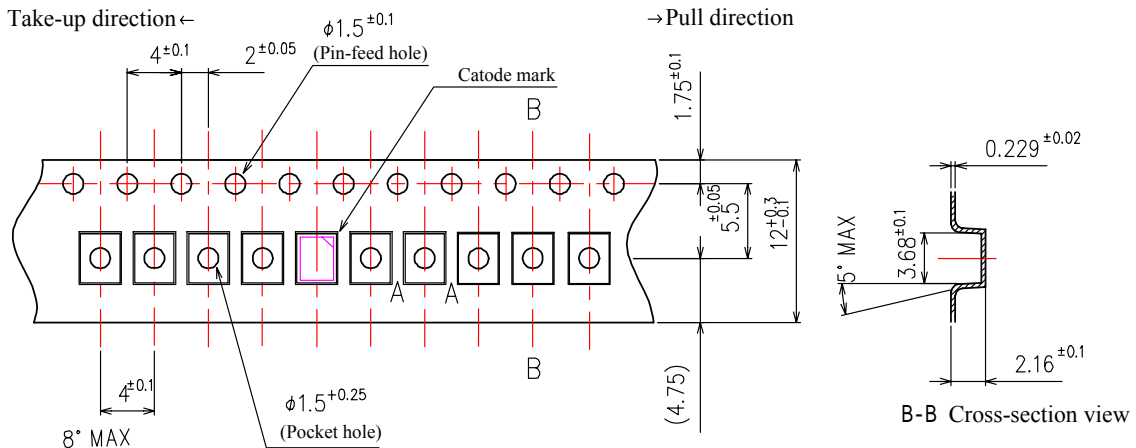 Take-up direction←
→Pull direction
φ1.5±0.1
(Pin-feed hole)
4±0.1
2±0.05
Catode mark
B
1.75±0.1
0.229±0.02
5.5±0.05
12+0.3-0.1
3.68±0.1
5° MAX
A A
B
(4.75)
2.16±0.1
4±0.1
φ1.5+0.25
(Pocket hole)
8° MAX
B-B Cross-section view